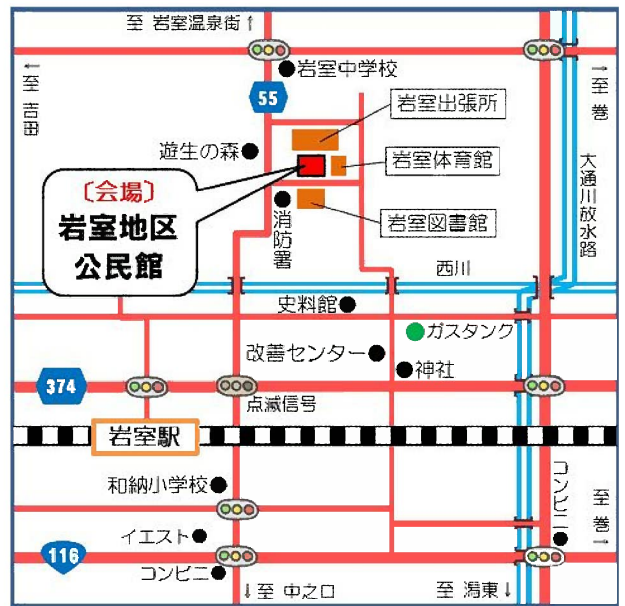 至 岩室温泉街↑
←至 吉田
岩室中学校
→至 巻
55
岩室出張所
遊生の森
岩室体育館
〔会場〕
岩室地区
公民館
消防署
岩室図書館
大通川放水路
西川
史料館
ガスタンク
改善センター
神社
374
点滅信号
岩室駅
和納小学校
コンビニ
至 巻→
イエスト
116
コンビニ
↓至 中之口
至 潟東↓